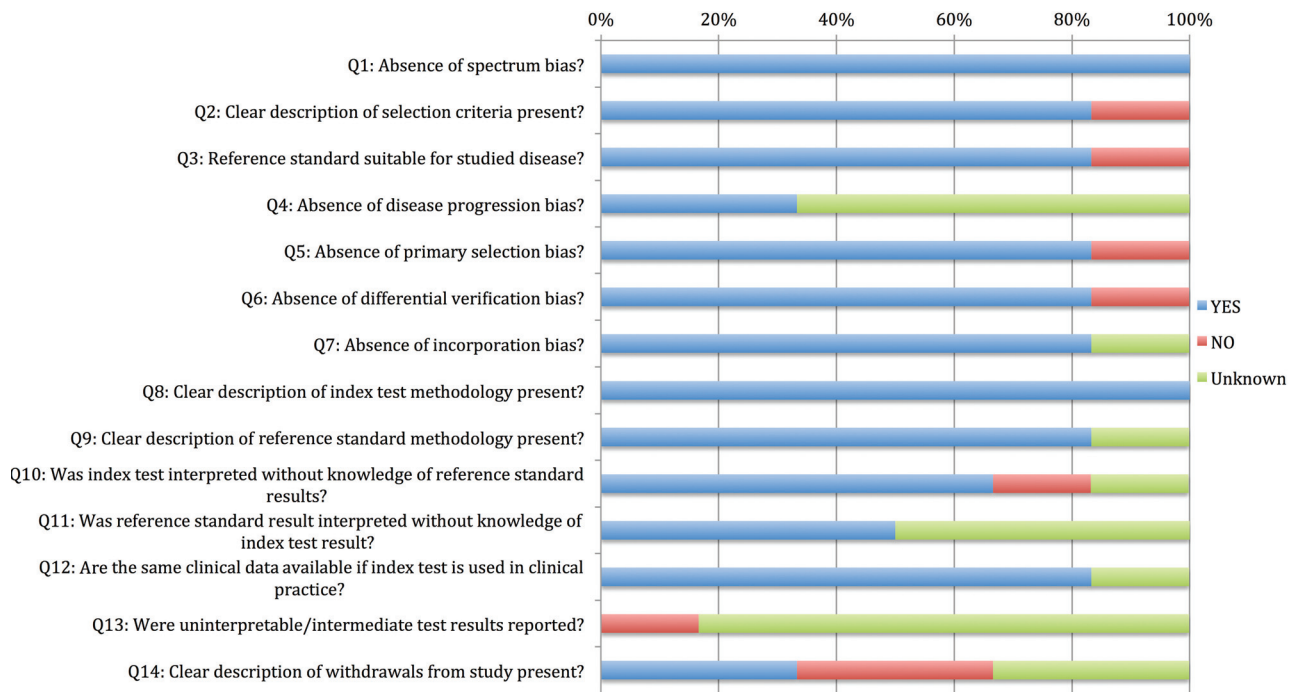 0% 20% 40% 60% 80% 100%
Q1: Absence of spectrum bias?
Q2: Clear description of selection criteria present?
Q3: Reference standard suitable for studied disease?
Q4: Absence of disease progression bias?
Q5: Absence of primary selection bias?
Q6: Absence of differential verification bias?
Q7: Absence of incorporation bias?
Q8: Clear description of index test methodology present?
Q9: Clear description of reference standard methodology present?
Q10: Was index test interpreted without knowledge of reference standard
results?
Q11: Was reference standard result interpreted without knowledge of
index test result?
Q12: Are the same clinical data available if index test is used in clinical
practice?
Q13: Were uninterpretable/intermediate test results reported?
Q14: Clear description of withdrawals from study present?
YES
NO
Unknown